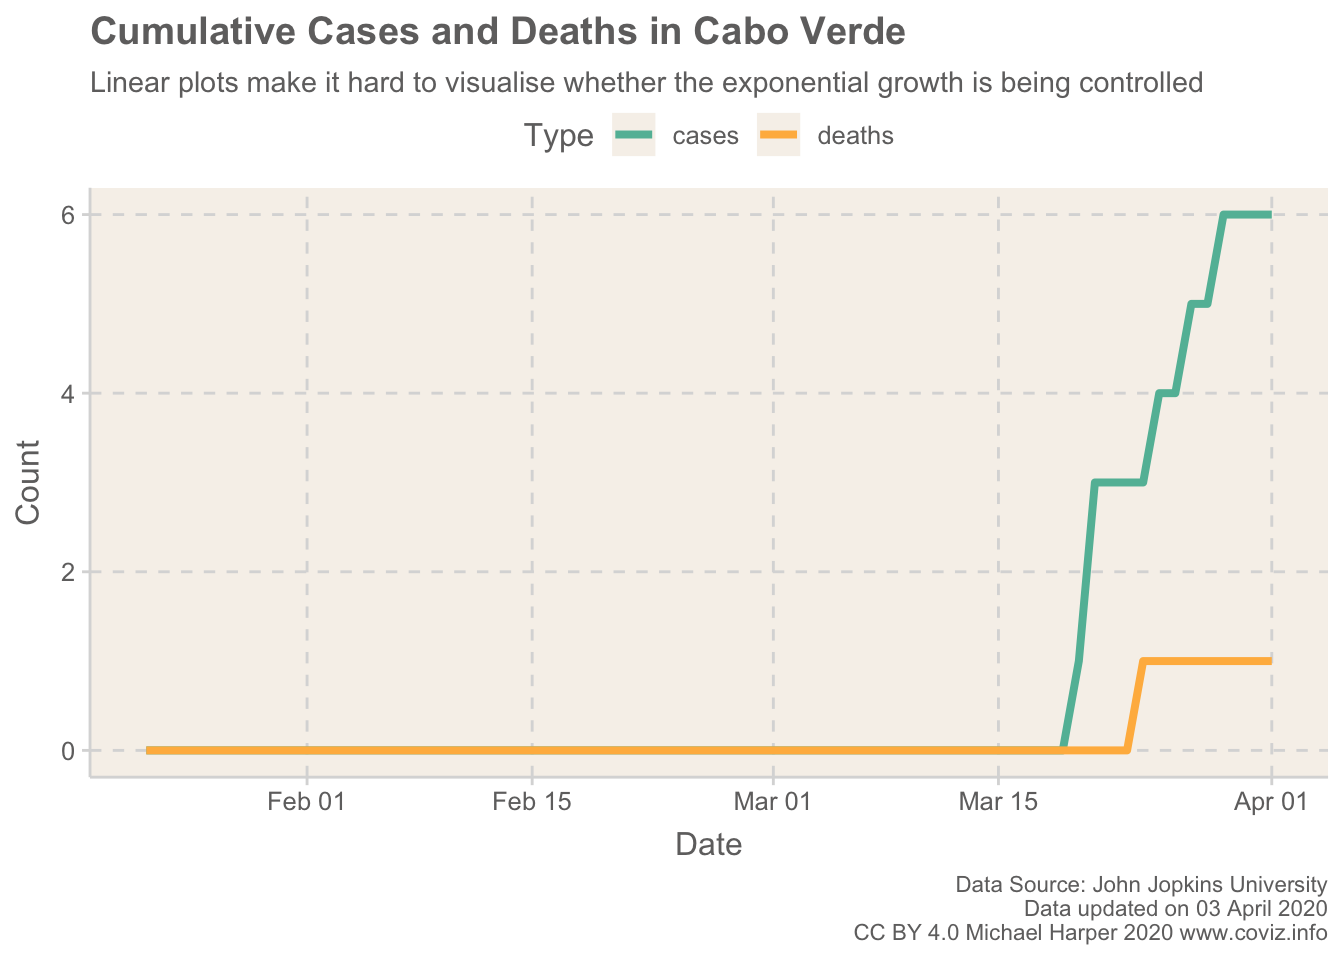 Cumulative Cases and Deaths in Cabo Verde
Linear plots make it hard to visualise whether the exponential growth is being controlled
Type cases deaths
6
4
2
0
Count
Feb 01 Feb 15 Mar 01 Mar 15 Apr 01
Date
Data Source: John Jopkins University
Data updated on 03 April 2020
CC BY 4.0 Michael Harper 2020 www.coviz.info